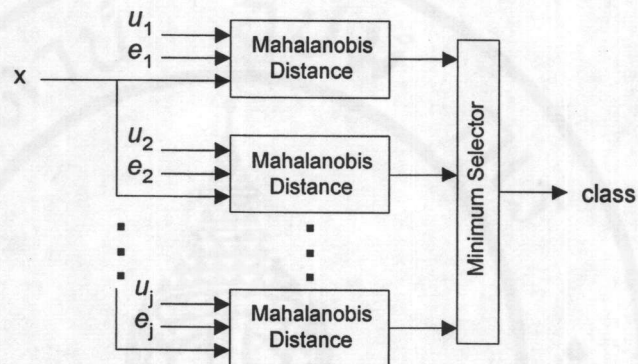 u1
e1
x
Mahalanobis
Distance
u2
e2
Mahalanobis
Distance
Minimum Selector
class
uj
ej
Mahalanobis
Distance